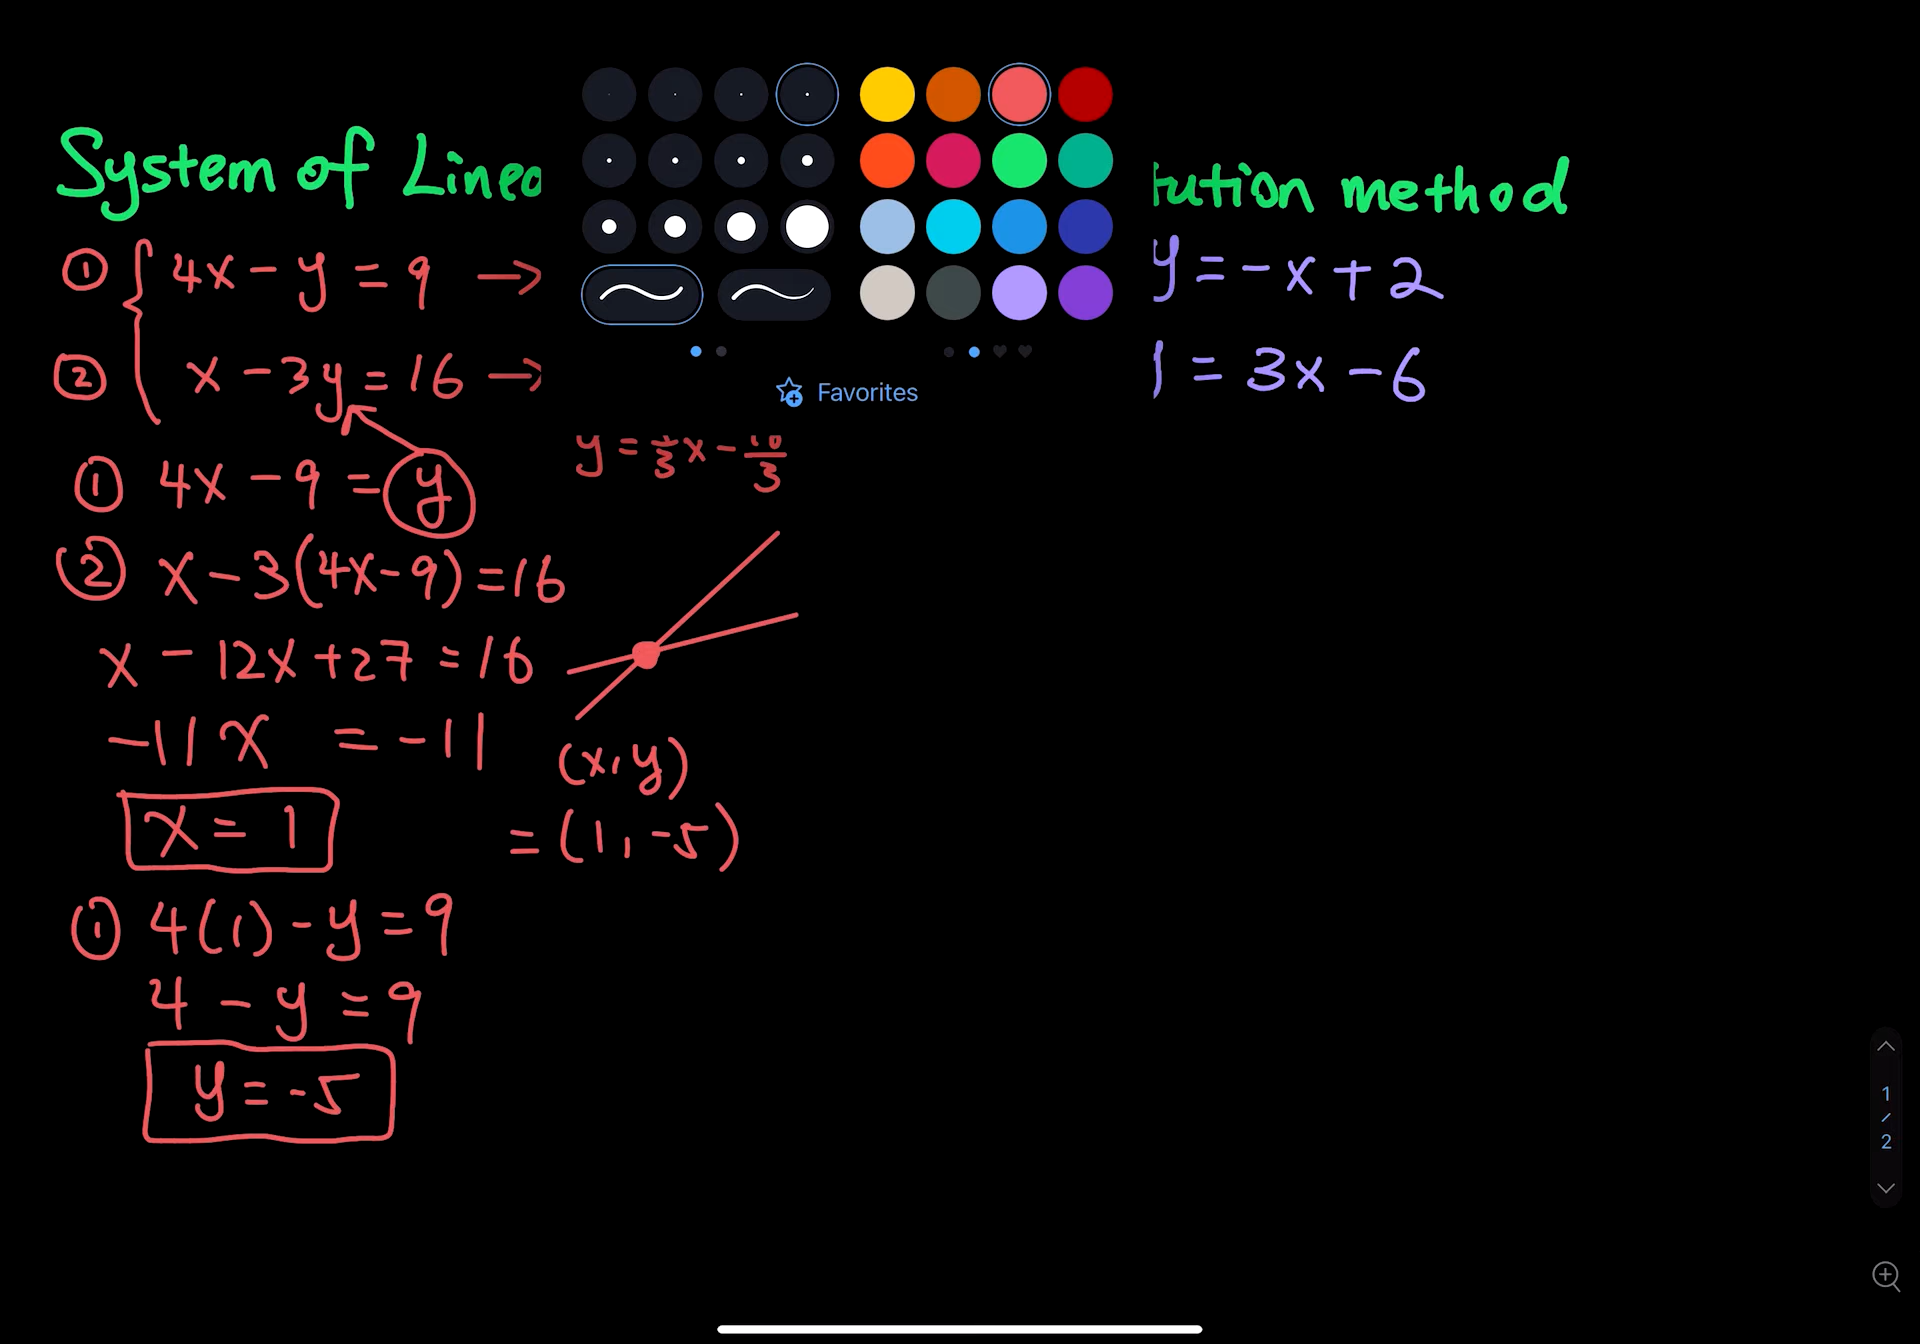 System of Linea
tution method
① 4x - y = 9 →
② x - 3y = 16 →
y = -x + 2
= 3x - 6
Favorites
y = 1/3 x - 16/3
① 4x - 9 = y
② x - 3(4x - 9) = 16
x - 12x + 27 = 16
-11x = -11
x = 1
(x, y)
= (1, -5)
① 4(1) - y = 9
4 - y = 9
y = -5
1
/
2